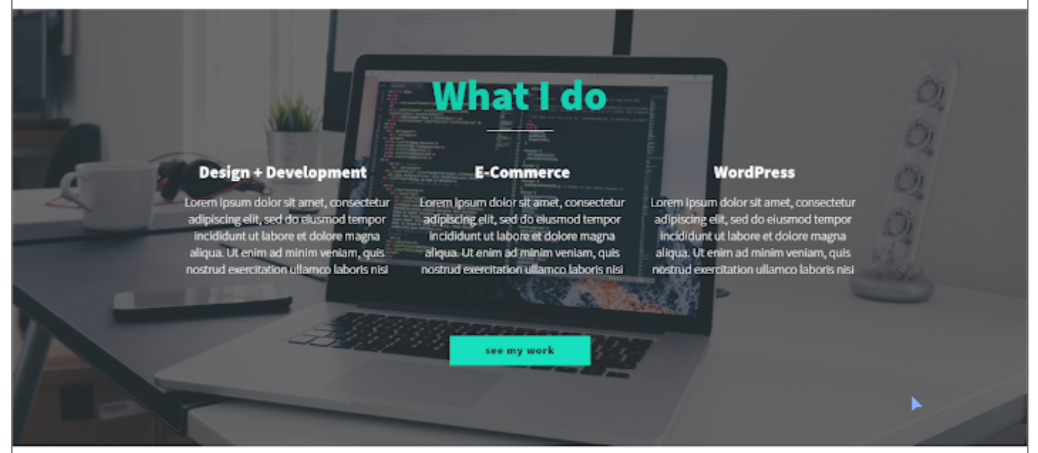 What I do
Design + Development
Lorem ipsum dolor sit amet, consectetur
adipiscing elit, sed do eiusmod tempor
incididunt ut labore et dolore magna
aliqua. Ut enim ad minim veniam, quis
nostrud exercitation ullamco laboris nisi
E-Commerce
Lorem ipsum dolor sit amet, consectetur
adipiscing elit, sed do eiusmod tempor
incididunt ut labore et dolore magna
aliqua. Ut enim ad minim veniam, quis
nostrud exercitation ullamco laboris nisi
WordPress
Lorem ipsum dolor sit amet, consectetur
adipiscing elit, sed do eiusmod tempor
incididunt ut labore et dolore magna
aliqua. Ut enim ad minim veniam, quis
nostrud exercitation ullamco laboris nisi
see my work